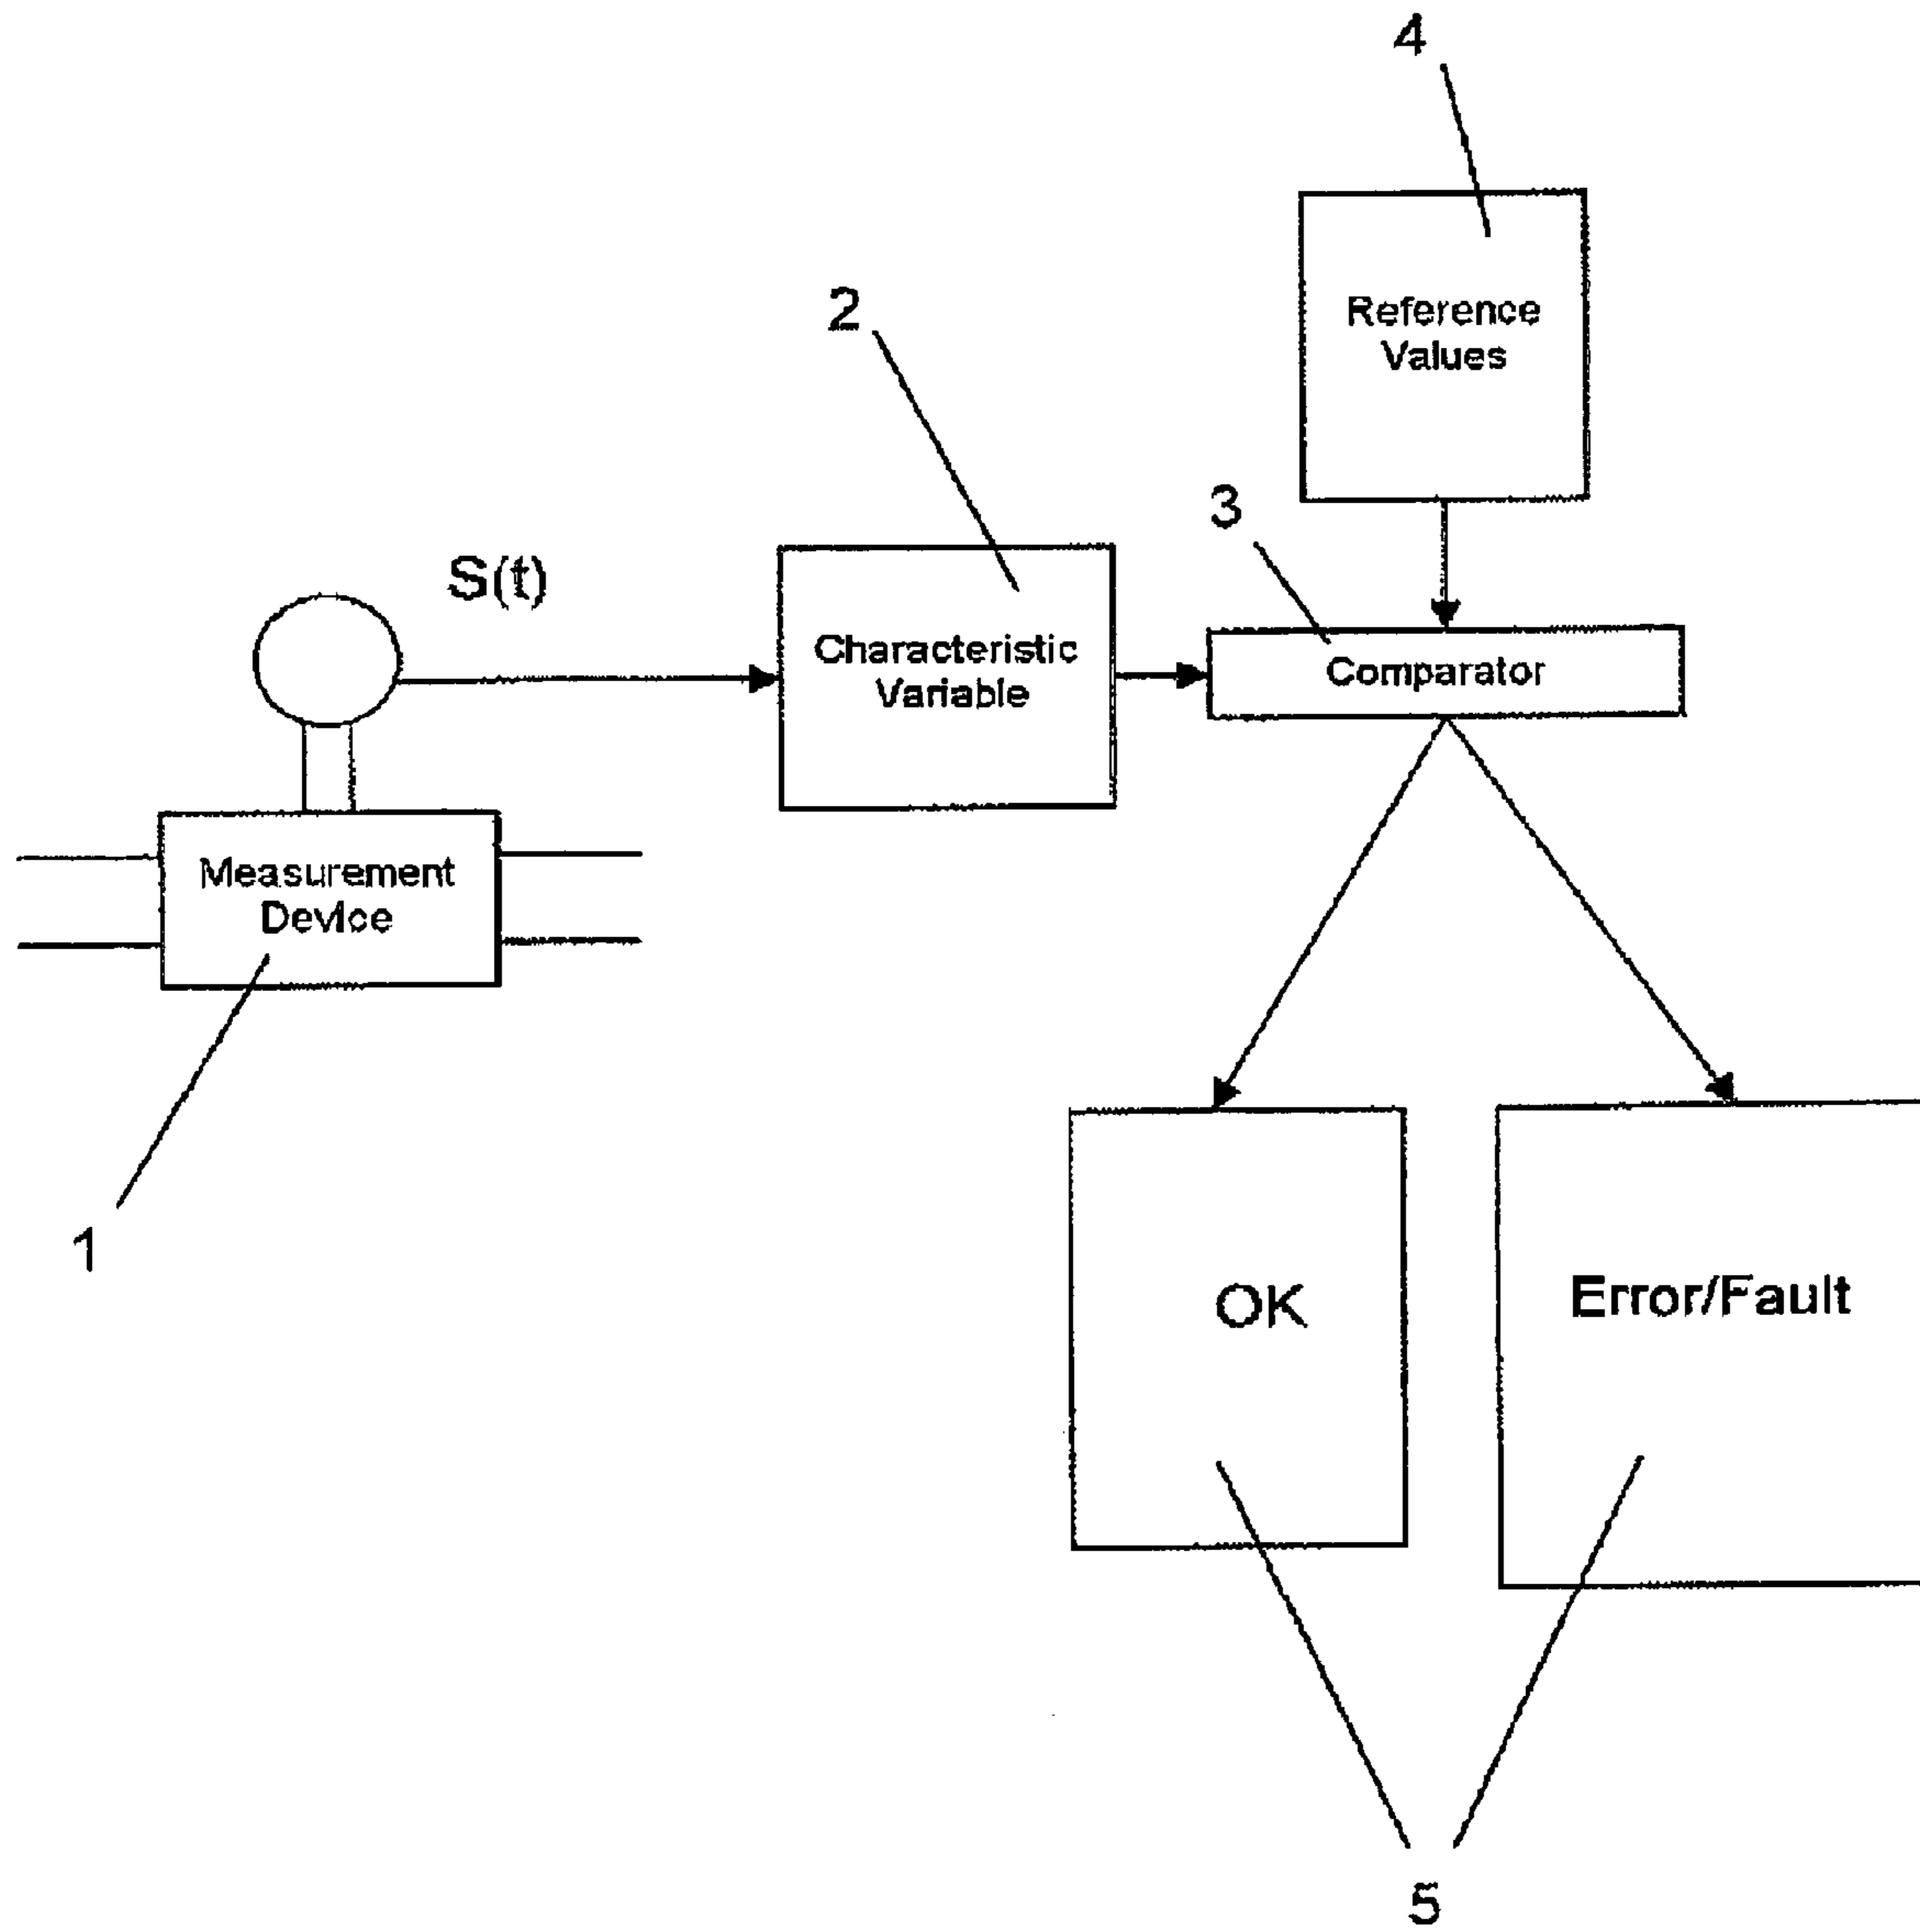 4
Reference
Values
2
3
S(t)
Characteristic
Variable
Comparator
Measurement
Device
1
OK
Error/Fault
5